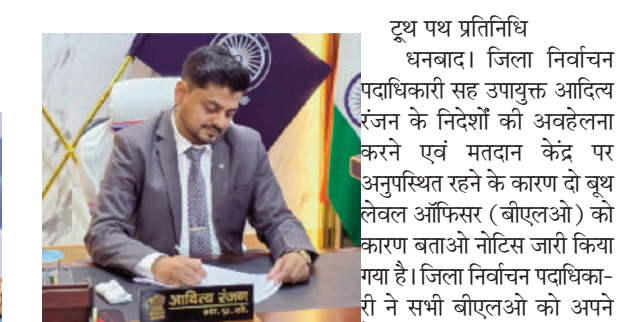 ट्रुथ पथ प्रतिनिधि
धनबाद। जिला निर्वाचन
पदाधिकारी सह उपायुक्त आदित्य
रंजन के निदेर्शों की अवहेलना
करने एवं मतदान केंद्र पर
अनुपस्थित रहने के कारण दो बूथ
लेवल ऑफिसर (बीएलओ) को
कारण बताओ नोटिस जारी किया
गया है। जिला निर्वाचन पदाधिका-
री ने सभी बीएलओ को अपने
आदित्य रंजन
भा.प्र.से.